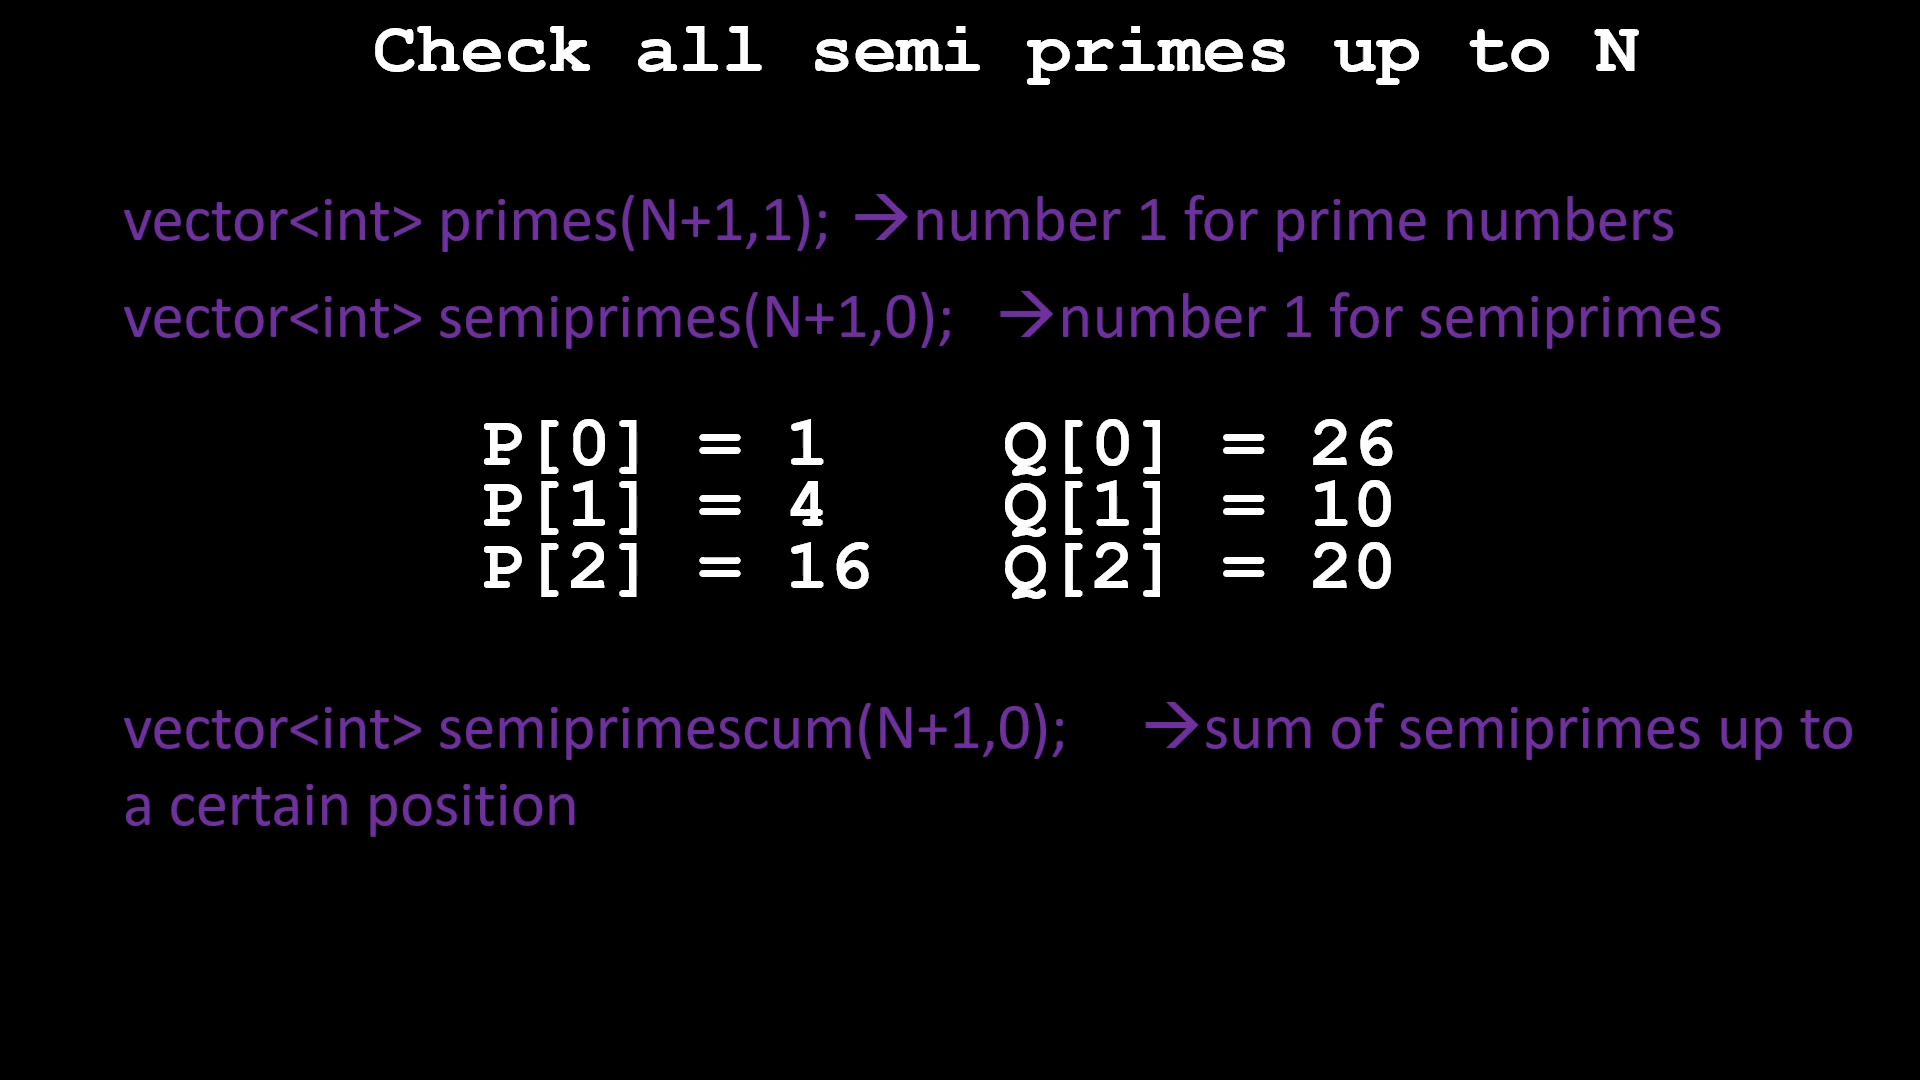 Check all semi primes up to N
vector<int> primes(N+1,1); →number 1 for prime numbers
vector<int> semiprimes(N+1,0); →number 1 for semiprimes
P[0] = 1 Q[0] = 26
P[1] = 4 Q[1] = 10
P[2] = 16 Q[2] = 20
vector<int> semiprimescum(N+1,0); →sum of semiprimes up to
a certain position